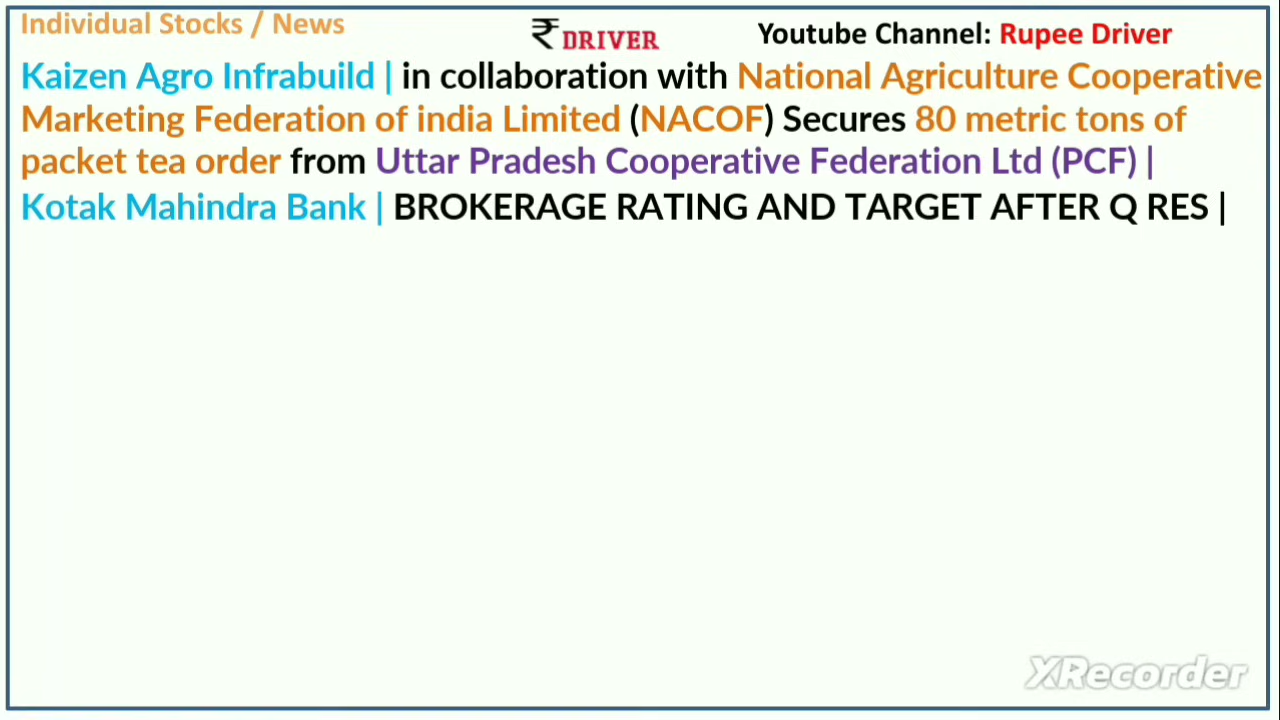 Individual Stocks / News
₹ DRIVER
Youtube Channel: Rupee Driver
Kaizen Agro Infrabuild | in collaboration with National Agriculture Cooperative
Marketing Federation of india Limited (NACOF) Secures 80 metric tons of
packet tea order from Uttar Pradesh Cooperative Federation Ltd (PCF) |
Kotak Mahindra Bank | BROKERAGE RATING AND TARGET AFTER Q RES |
XRecorder